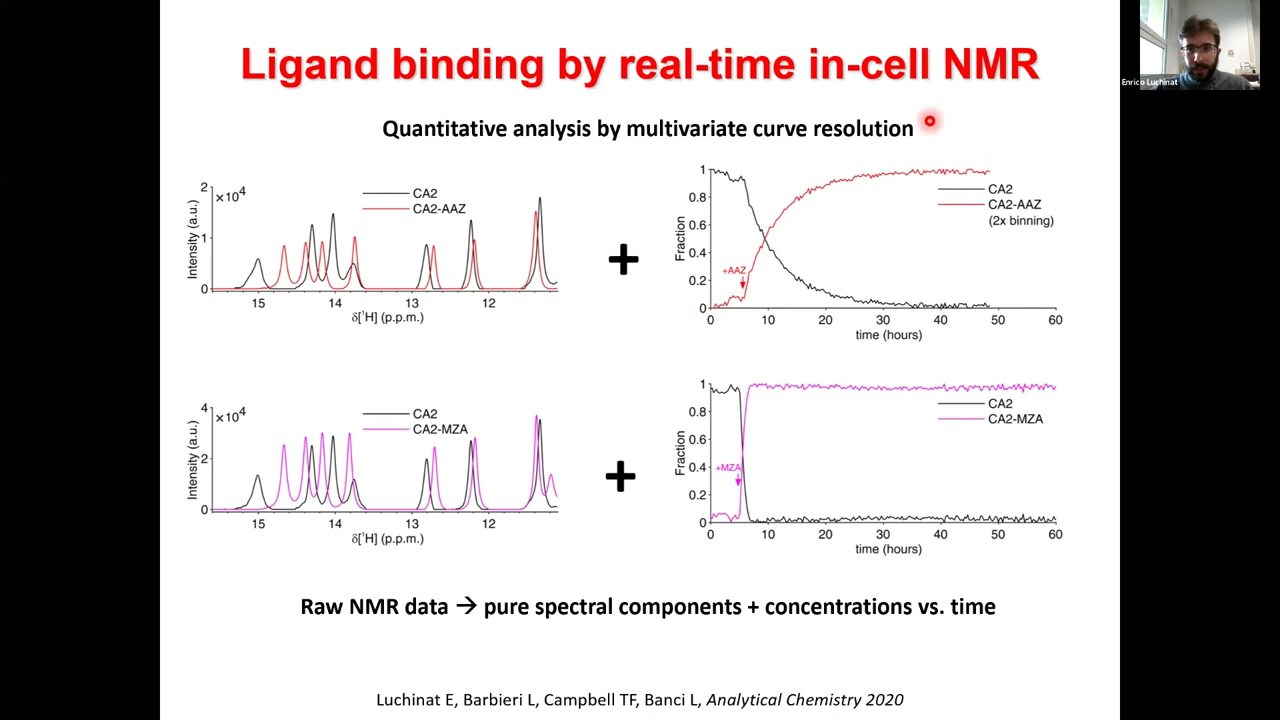 Ligand binding by real-time in-cell NMR
Enrico Luchinat
Quantitative analysis by multivariate curve resolution
2
×10⁴
1
0
Intensity (a.u.)
CA2
CA2-AAZ
15
14
13
12
δ[¹H] (p.p.m.)
+
1
0.8
0.6
0.4
0.2
0
Fraction
+AAZ
CA2
CA2-AAZ
(2x binning)
0
10
20
30
40
50
60
time (hours)
4
×10⁴
2
0
Intensity (a.u.)
CA2
CA2-MZA
15
14
13
12
δ[¹H] (p.p.m.)
+
1
0.8
0.6
0.4
0.2
0
Fraction
+MZA
CA2
CA2-MZA
0
10
20
30
40
50
60
time (hours)
Raw NMR data → pure spectral components + concentrations vs. time
Luchinat E, Barbieri L, Campbell TF, Banci L, Analytical Chemistry 2020